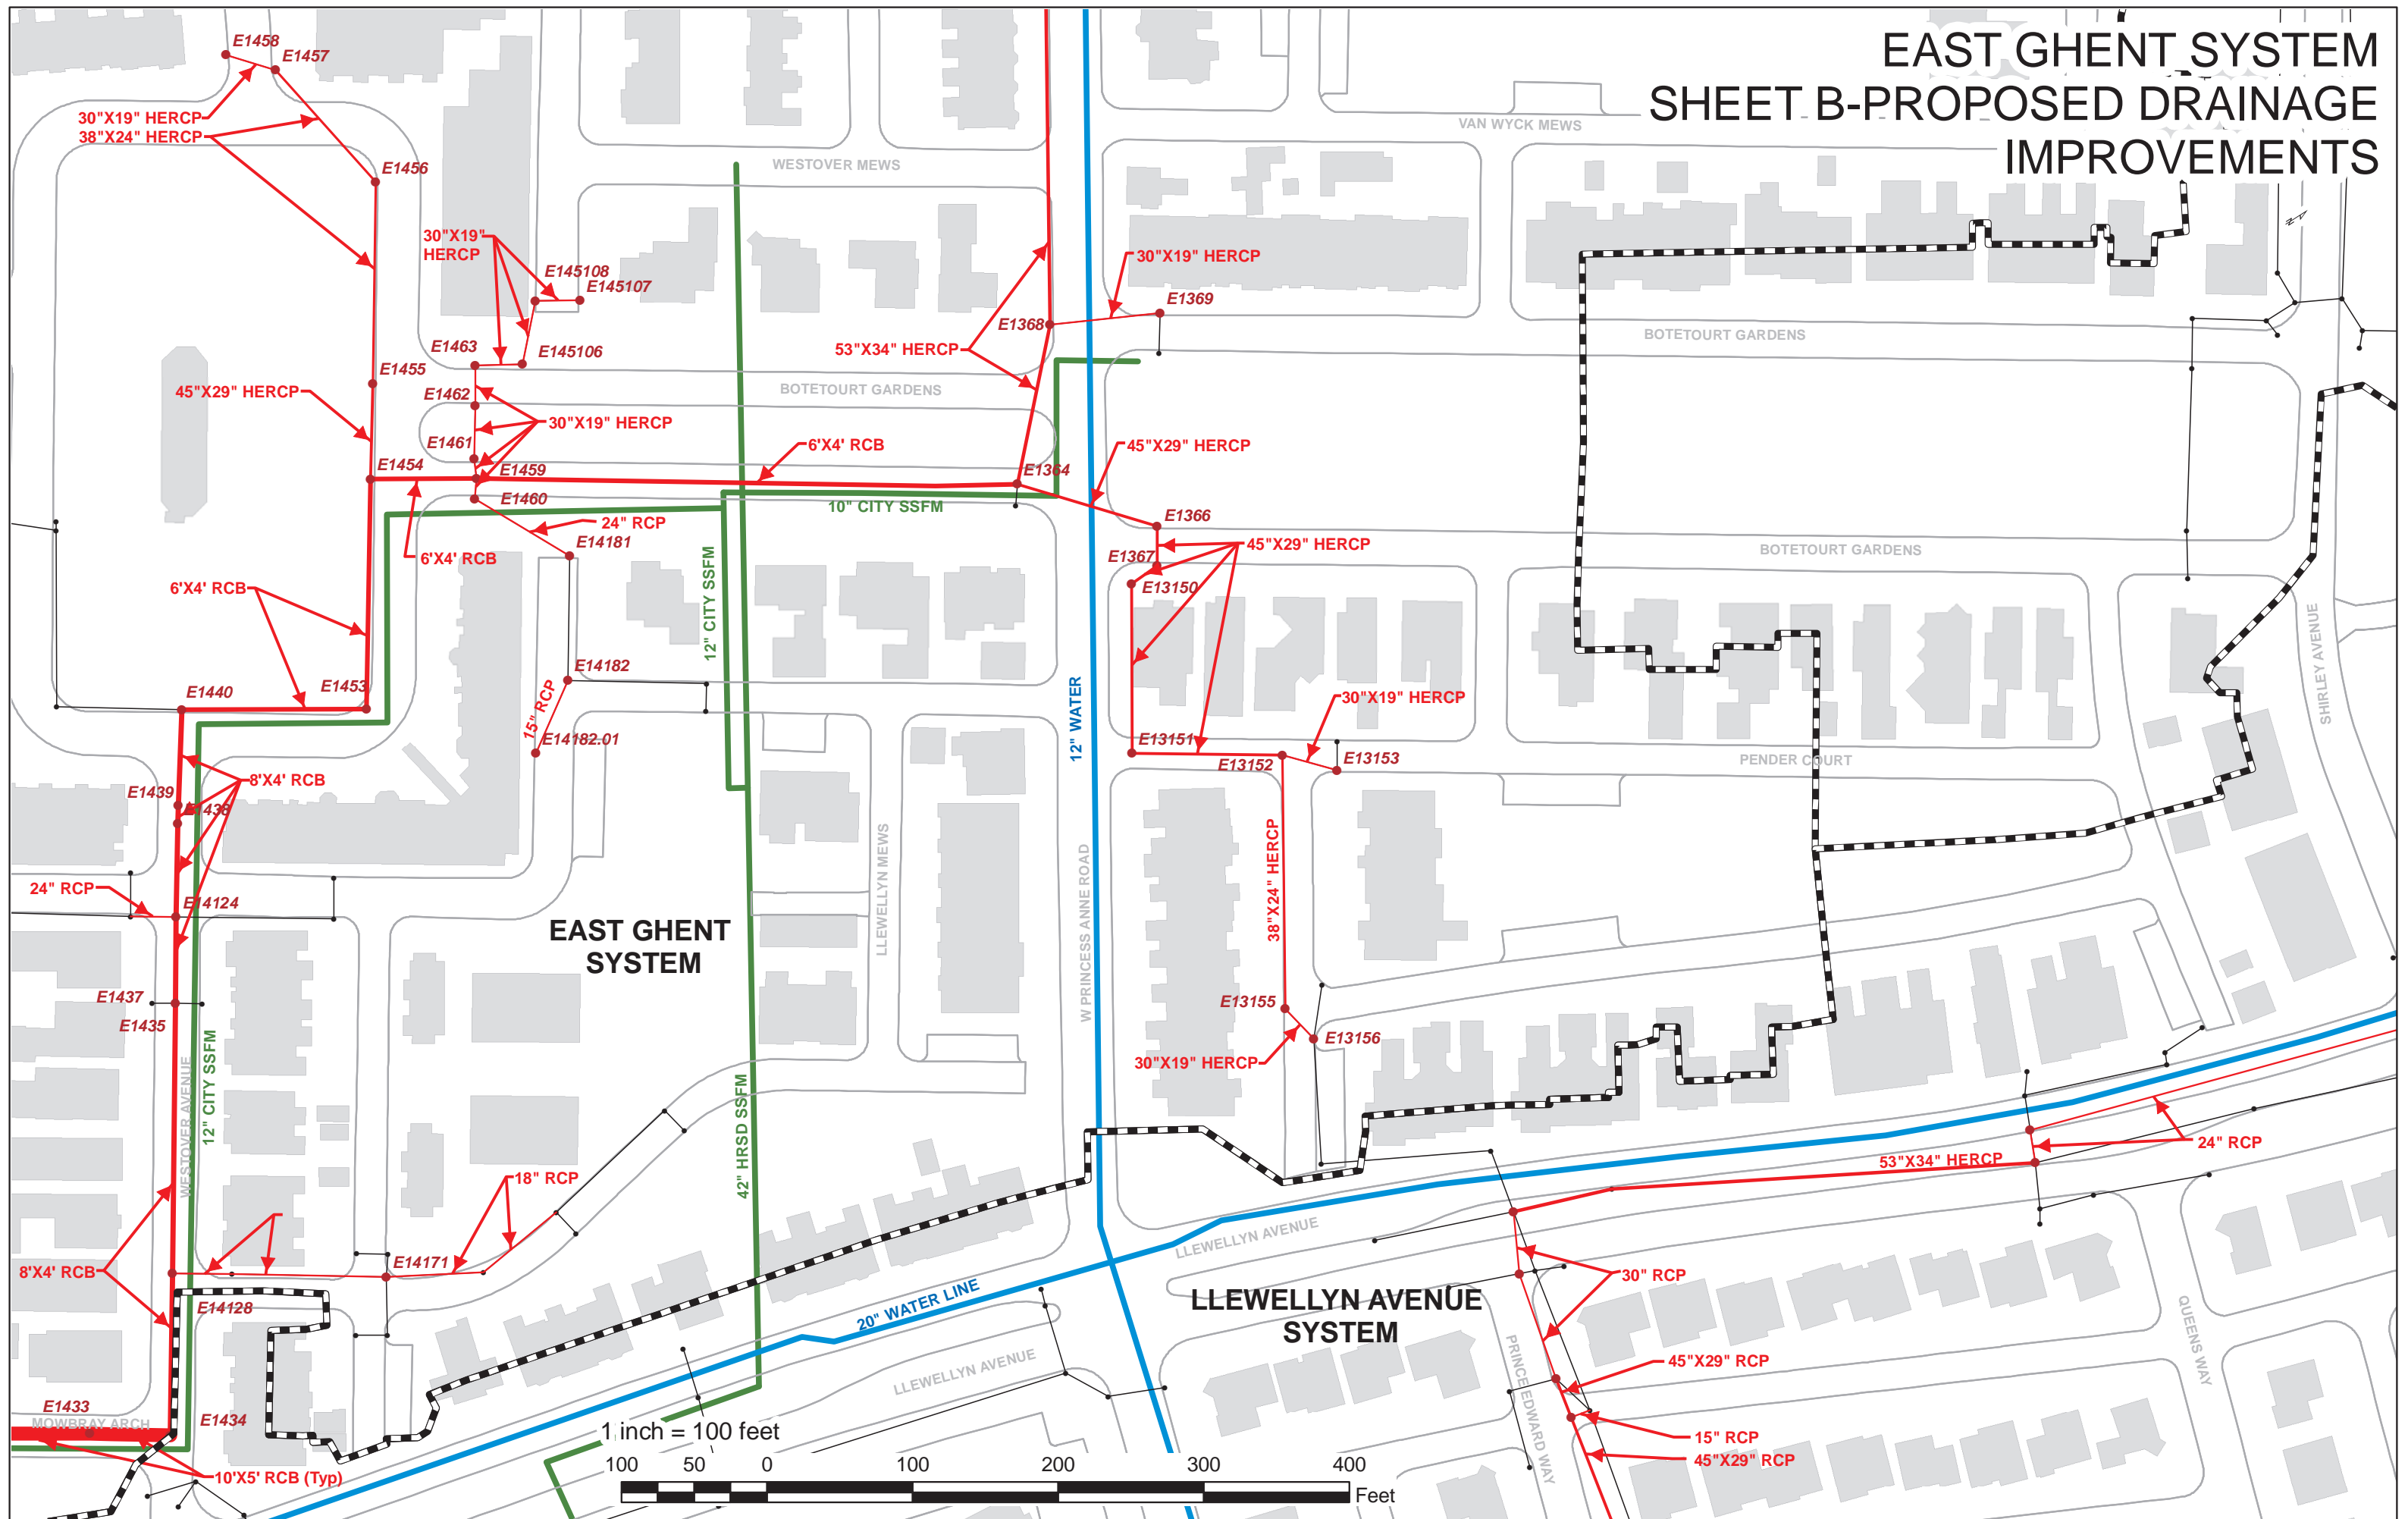 EAST GHENT SYSTEM
SHEET B-PROPOSED DRAINAGE
IMPROVEMENTS
E1458
E1457
30"X19" HERCP
38"X24" HERCP
VAN WYCK MEWS
WESTOVER MEWS
E1456
30"X19"
HERCP
E145108
E145107
30"X19" HERCP
E1369
E1368
BOTETOURT GARDENS
E1463
E145106
53"X34" HERCP
E1455
45"X29" HERCP
E1462
BOTETOURT GARDENS
30"X19" HERCP
E1461
6'X4' RCB
45"X29" HERCP
E1454
E1459
E1364
E1460
10" CITY SSFM
24" RCP
E1366
E14181
6'X4' RCB
45"X29" HERCP
BOTETOURT GARDENS
E1367
6'X4' RCB
E13150
12" CITY SSFM
SHIRLEY AVENUE
E14182
E1440
E1453
15" RCP
12" WATER
30"X19" HERCP
E14182.01
E13151
E13152
E13153
PENDER COURT
8'X4' RCB
E1439
E1438
38"X24" HERCP
LLEWELLYN MEWS
W PRINCESS ANNE ROAD
24" RCP
E14124
EAST GHENT
SYSTEM
E1437
E1435
E13155
E13156
30"X19" HERCP
WESTOVER AVENUE
12" CITY SSFM
42" HRSD SSFM
24" RCP
53"X34" HERCP
18" RCP
LLEWELLYN AVENUE
8'X4' RCB
E14171
30" RCP
E14128
20" WATER LINE
LLEWELLYN AVENUE
SYSTEM
QUEENS WAY
PRINCE EDWARD WAY
45"X29" RCP
LLEWELLYN AVENUE
E1433
MOWBRAY ARCH
E1434
1 inch = 100 feet
15" RCP
45"X29" RCP
10'X5' RCB (Typ)
100 50 0 100 200 300 400
Feet